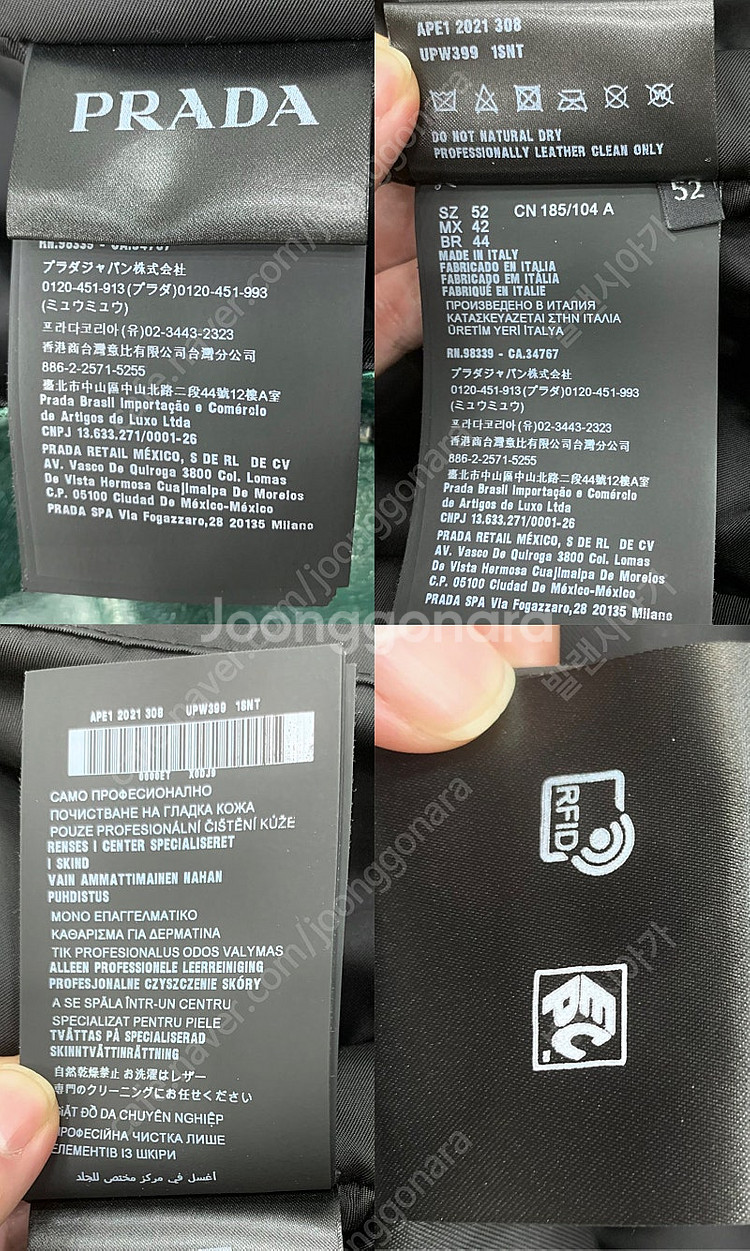 PRADA
RN.98339 - CA.34767
プラダジャパン株式会社
0120-451-913(プラダ)0120-451-993
(ミュウミュウ)
프라다코리아(유)02-3443-2323
香港商台灣意比有限公司台灣分公司
886-2-2571-5255
臺北市中山區中山北路二段44號12樓A室
Prada Brasil Importação e Comércio
de Artigos de Luxo Ltda
CNPJ 13.633.271/0001-26
PRADA RETAIL MÉXICO, S DE RL DE CV
AV. Vasco De Quiroga 3800 Col. Lomas
De Vista Hermosa Cuajimalpa De Morelos
C.P. 05100 Ciudad De México-México
PRADA SPA Via Fogazzaro,28 20135 Milano
APE1 2021 308
UPW399 1SNT
DO NOT NATURAL DRY
PROFESSIONALLY LEATHER CLEAN ONLY
52
SZ 52 CN 185/104 A
MX 42
BR 44
MADE IN ITALY
FABRICADO EN ITALIA
FABRICADO EM ITÁLIA
FABRIQUÉ EN ITALIE
ПРОИЗВЕДЕНО В ИТАЛИЯ
ΚΑΤΑΣΚΕΥΑΖΕΤΑΙ ΣΤΗΝ ΙΤΑΛΙΑ
ÜRETİM YERİ İTALYA
RN.98339 - CA.34767
プラダジャパン株式会社
0120-451-913(プラダ)0120-451-993
(ミュウミュウ)
프라다코리아(유)02-3443-2323
香港商台灣意比有限公司台灣分公司
886-2-2571-5255
臺北市中山區中山北路二段44號12樓A室
Prada Brasil Importação e Comércio
de Artigos de Luxo Ltda
CNPJ 13.633.271/0001-26
PRADA RETAIL MÉXICO, S DE RL DE CV
AV. Vasco De Quiroga 3800 Col. Lomas
De Vista Hermosa Cuajimalpa De Morelos
C.P. 05100 Ciudad De México-México
PRADA SPA Via Fogazzaro,28 20135 Milano
Joonggonara
APE1 2021 308 UPW399 1SNT
САМО ПРОФЕСИОНАЛНО
ПОЧИСТВАНЕ НА ГЛАДКА КОЖА
POUZE PROFESIONÁLNÍ ČIŠTĚNÍ KŮŽE
RENSES I CENTER SPECIALISERET
I SKIND
VAIN AMMATTIMAINEN NAHAN
PUHDISTUS
ΜΟΝΟ ΕΠΑΓΓΕΛΜΑΤΙΚΟ
ΚΑΘΑΡΙΣΜΑ ΓΙΑ ΔΕΡΜΑΤΙΝΑ
TIK PROFESIONALUS ODOS VALYMAS
ALLEEN PROFESSIONELE LEERREINIGING
PROFESJONALNE CZYSZCZENIE SKÓRY
A SE SPĂLA ÎNTR-UN CENTRU
SPECIALIZAT PENTRU PIELE
TVÄTTAS PÅ SPECIALISERAD
SKINNTVÄTTINRÄTTNING
自然乾燥禁止 お洗濯はレザー
専門のクリーニングにお任せください
GIẶT ĐỒ DA CHUYÊN NGHIỆP
ПРОФЕСІЙНА ЧИСТКА ЛИШЕ
ЕЛЕМЕНТІВ ІЗ ШКІРИ
اغسل في مركز مختص للجلد
RFID
EPC